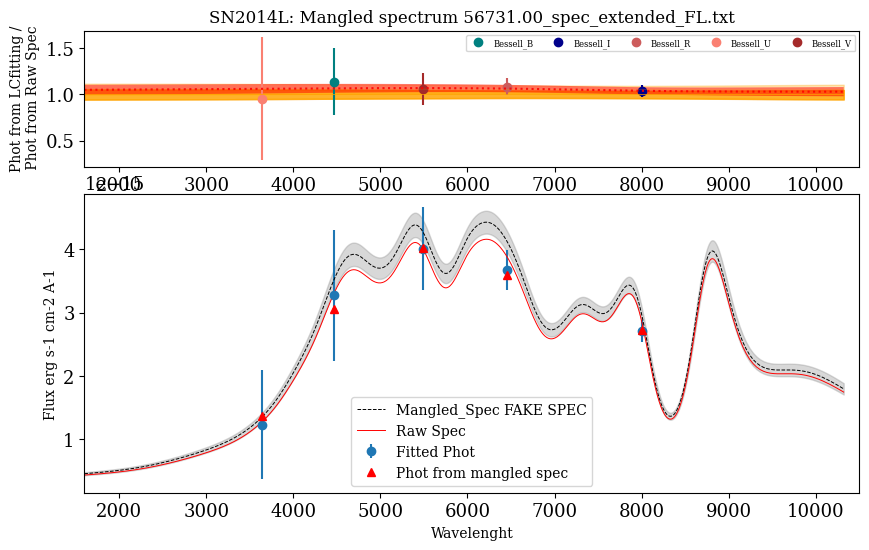 SN2014L: Mangled spectrum 56731.00_spec_extended_FL.txt
Phot from LCfitting /
Phot from Raw Spec
1.5
1.0
0.5
Bessell_B
Bessell_I
Bessell_R
Bessell_U
Bessell_V
2000 3000 4000 5000 6000 7000 8000 9000 10000
1e−15
Flux erg s-1 cm-2 A-1
4
3
2
1
Mangled_Spec FAKE SPEC
Raw Spec
Fitted Phot
Phot from mangled spec
2000 3000 4000 5000 6000 7000 8000 9000 10000
Wavelenght